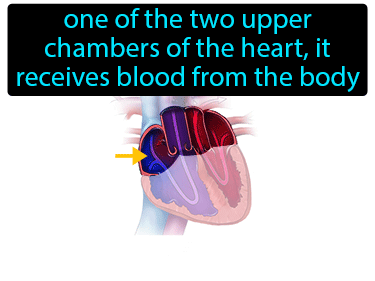 one of the two upper
chambers of the heart, it
receives blood from the body